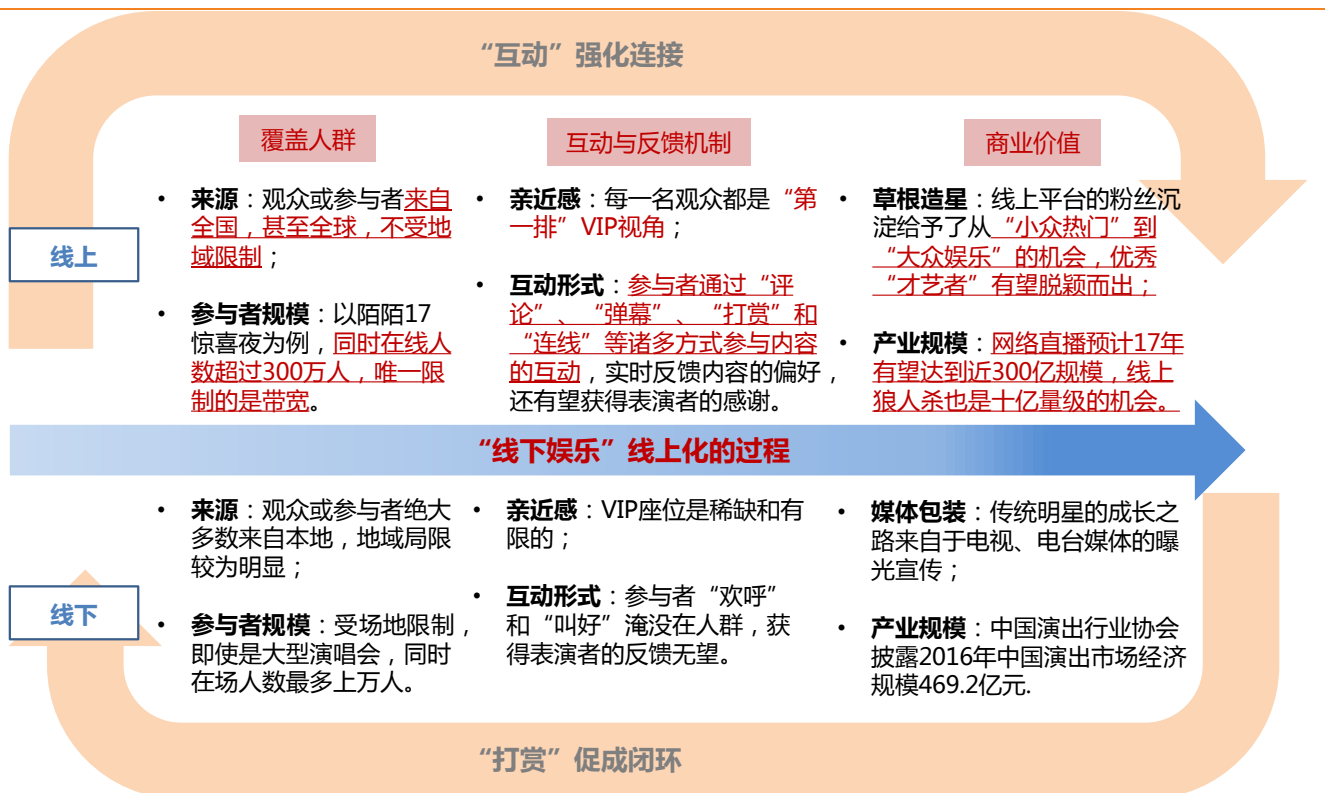 “互动”强化连接
覆盖人群
互动与反馈机制
商业价值
线上
• 来源：观众或参与者来自
全国，甚至全球，不受地
域限制；
• 参与者规模：以陌陌17
惊喜夜为例，同时在线人
数超过300万人，唯一限
制的是带宽。
• 亲近感：每一名观众都是“第
一排”VIP视角；
• 互动形式：参与者通过“评
论”、“弹幕”、“打赏”和
“连线”等诸多方式参与内容
的互动，实时反馈内容的偏好，
还有望获得表演者的感谢。
• 草根造星：线上平台的粉丝沉
淀给予了从“小众热门”到
“大众娱乐”的机会，优秀
“才艺者”有望脱颖而出；
• 产业规模：网络直播预计17年
有望达到近300亿规模，线上
狼人杀也是十亿量级的机会。
“线下娱乐”线上化的过程
线下
• 来源：观众或参与者绝大
多数来自本地，地域局限
较为明显；
• 参与者规模：受场地限制，
即使是大型演唱会，同时
在场人数最多上万人。
• 亲近感：VIP座位是稀缺和有
限的；
• 互动形式：参与者“欢呼”
和“叫好”淹没在人群，获
得表演者的反馈无望。
• 媒体包装：传统明星的成长之
路来自于电视、电台媒体的曝
光宣传；
• 产业规模：中国演出行业协会
披露2016年中国演出市场经济
规模469.2亿元.
“打赏”促成闭环